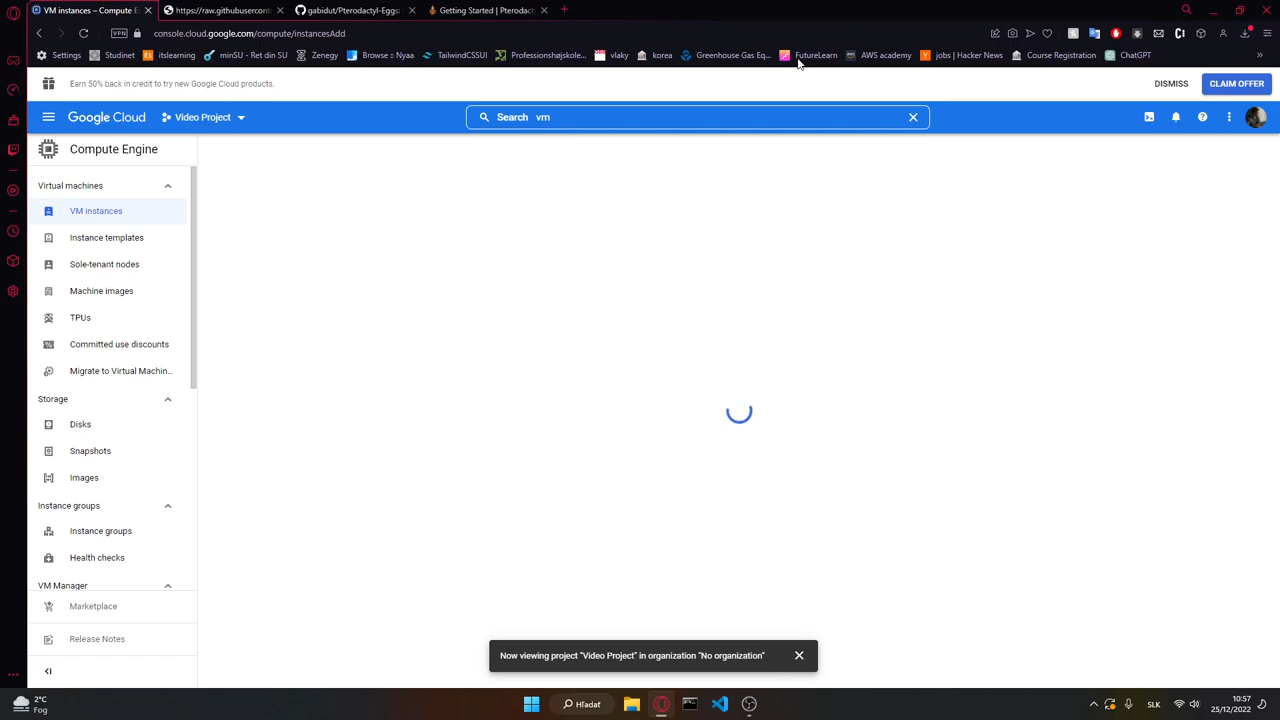 VM instances – Compute E
https://raw.githubusercont
gabidut/Pterodactyl-Eggs:
Getting Started | Pterodact
VPN
console.cloud.google.com/compute/instancesAdd
Settings
Studinet
itslearning
minSU - Ret din SU
Zenegy
Browse :: Nyaa
TailwindCSSUI
Professionshøjskole...
vlaky
korea
Greenhouse Gas Eq...
FutureLearn
AWS academy
jobs | Hacker News
Course Registration
ChatGPT
Earn 50% back in credit to try new Google Cloud products.
DISMISS
CLAIM OFFER
Google Cloud
Video Project
Search vm
Compute Engine
Virtual machines
VM instances
Instance templates
Sole-tenant nodes
Machine images
TPUs
Committed use discounts
Migrate to Virtual Machin...
Storage
Disks
Snapshots
Images
Instance groups
Instance groups
Health checks
VM Manager
Marketplace
Release Notes
Now viewing project "Video Project" in organization "No organization"
2°C
Fog
Hľadať
SLK
10:57
25/12/2022